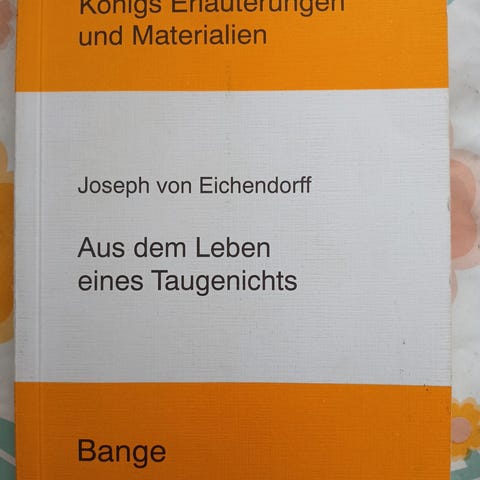 Königs Erläuterungen
und Materialien
Joseph von Eichendorff
Aus dem Leben
eines Taugenichts
Bange